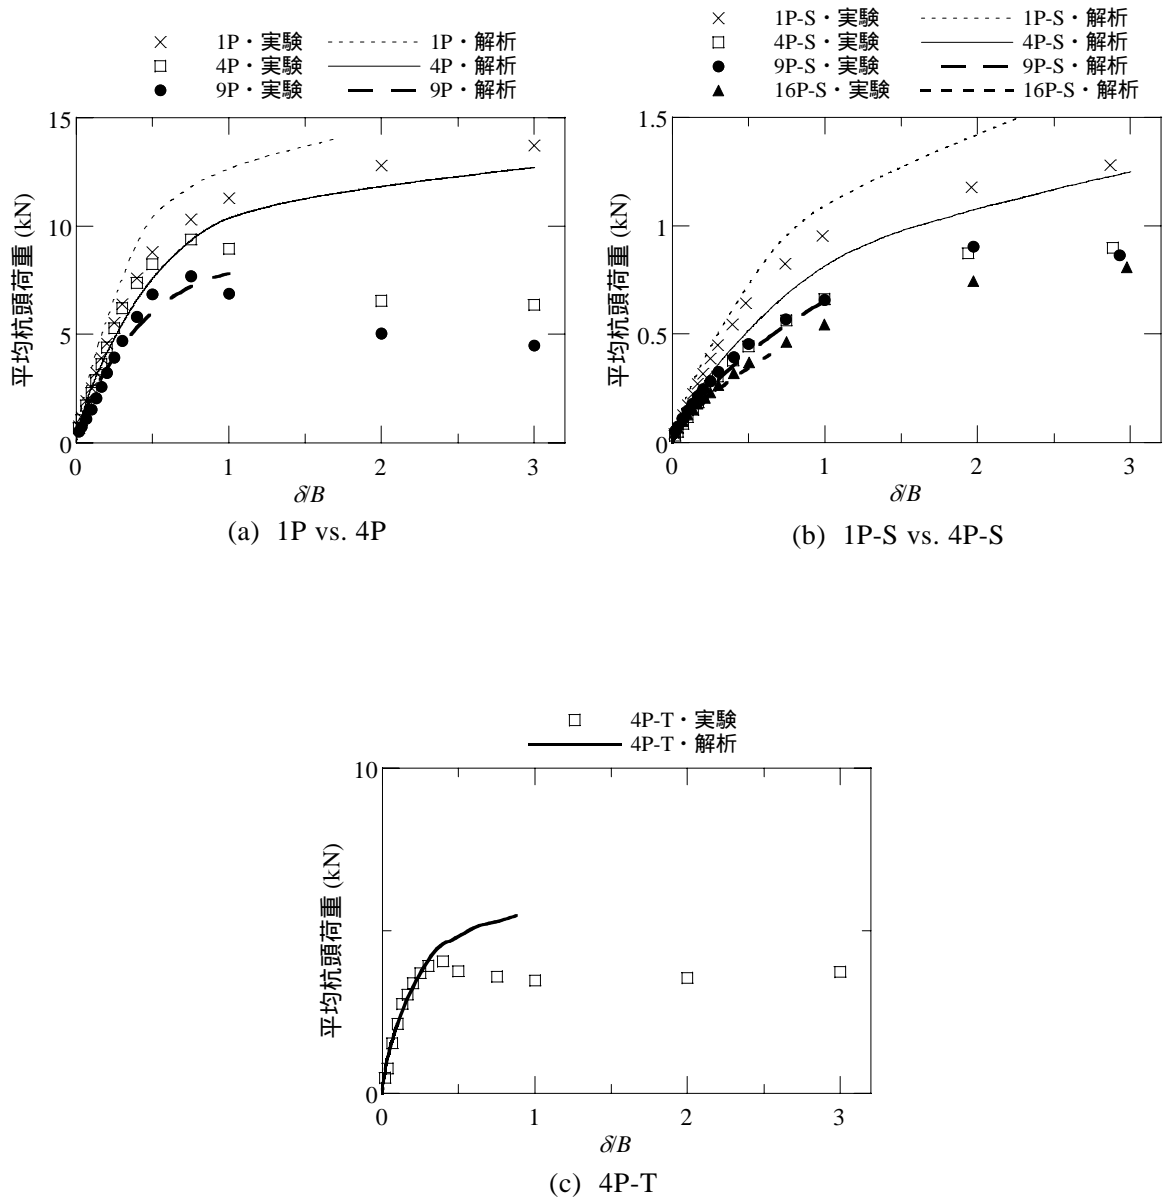 1P・実験 1P・解析
4P・実験 4P・解析
9P・実験 9P・解析
15
10
5
0
0 1 2 3
平均杭頭荷重 (kN)
δ/B
(a) 1P vs. 4P
1P-S・実験 1P-S・解析
4P-S・実験 4P-S・解析
9P-S・実験 9P-S・解析
16P-S・実験 16P-S・解析
1.5
1
0.5
0
0 1 2 3
平均杭頭荷重 (kN)
δ/B
(b) 1P-S vs. 4P-S
4P-T・実験
4P-T・解析
10
0
0 1 2 3
平均杭頭荷重 (kN)
δ/B
(c) 4P-T